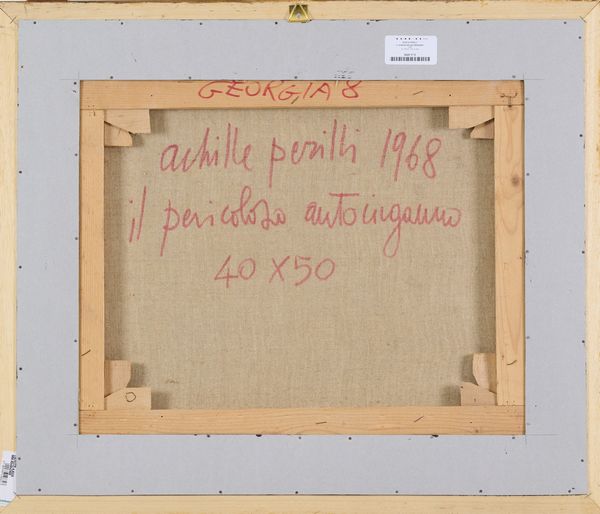 GEORGIA 8
achille perilli 1968
il pericoloso autoinganno
40 X 50